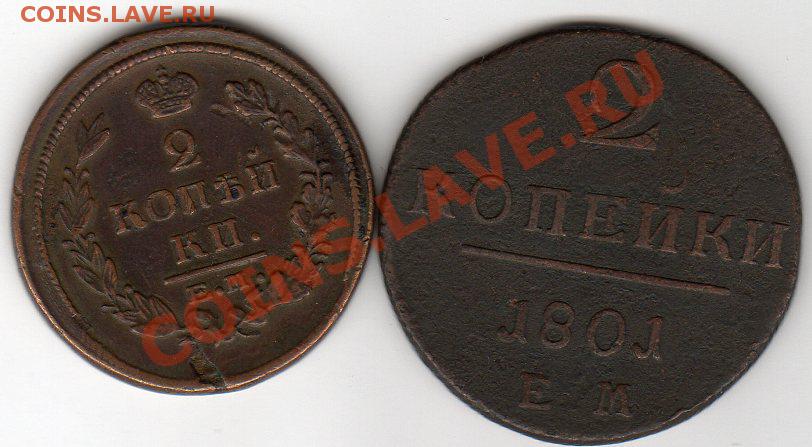 COINS.LAVE.RU
2
КОПѢЙ
КИ.
Е.М.
2
КОПЕЙКИ
1801
Е М
COINS.LAVE.RU